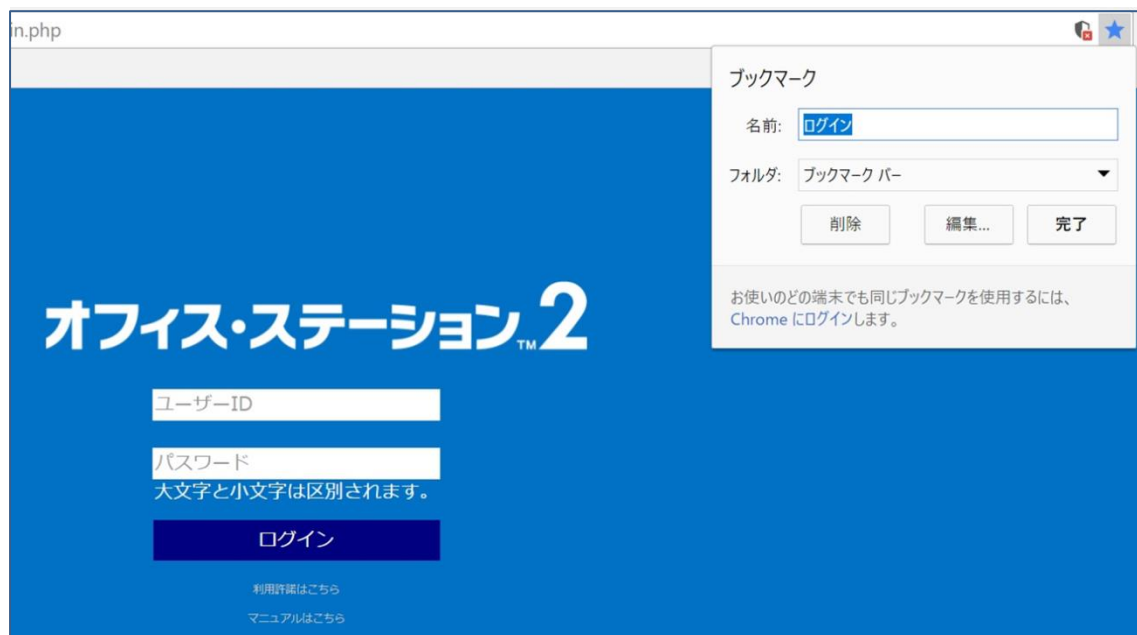 in.php
ブックマーク
名前: ログイン
フォルダ: ブックマーク バー
削除 編集... 完了
お使いのどの端末でも同じブックマークを使用するには、
Chrome にログインします。
オフィス・ステーション™2
ユーザーID
パスワード
大文字と小文字は区別されます。
ログイン
利用許諾はこちら
マニュアルはこちら